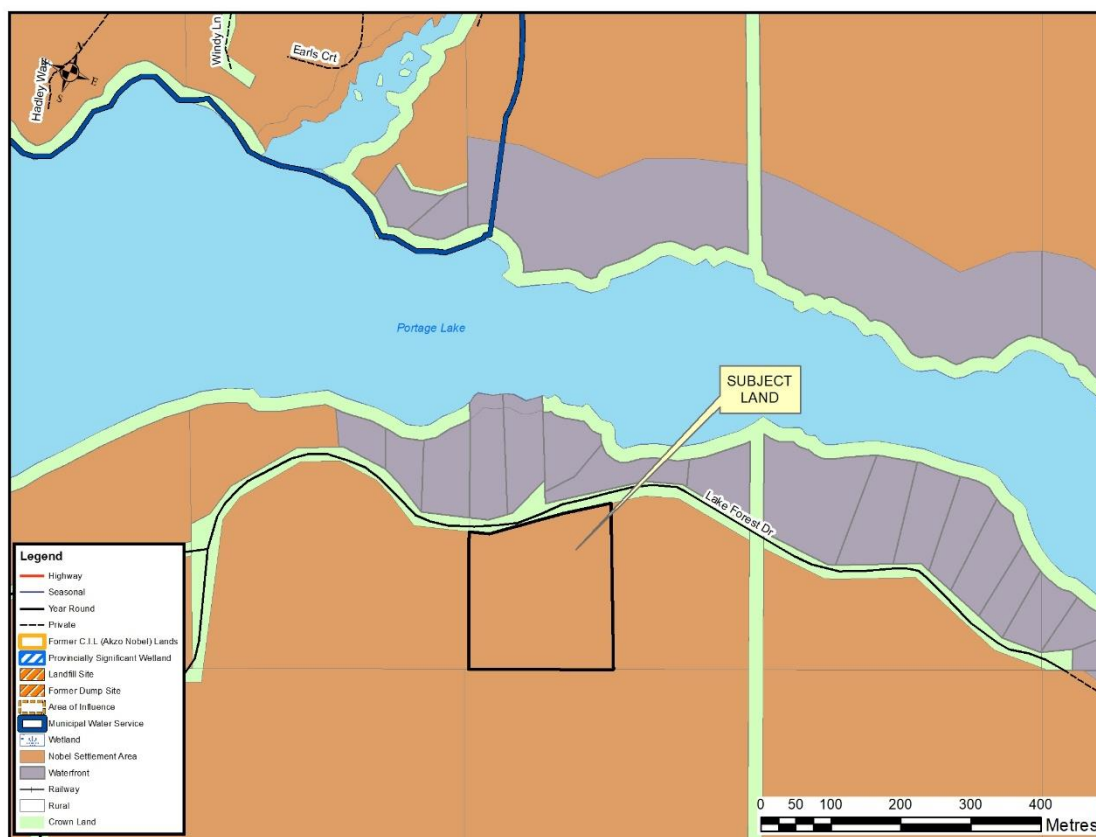 Hadley Way
Windy Ln
Earls Crt
N
E
S
Portage Lake
SUBJECT
LAND
Lake Forest Dr
Legend
Highway
Seasonal
Year Round
Private
Former C.I.L (Akzo Nobel) Lands
Provincially Significant Wetland
Landfill Site
Former Dump Site
Area of Influence
Municipal Water Service
Wetland
Nobel Settlement Area
Waterfront
Railway
Rural
Crown Land
0 50 100 200 300 400
Metres